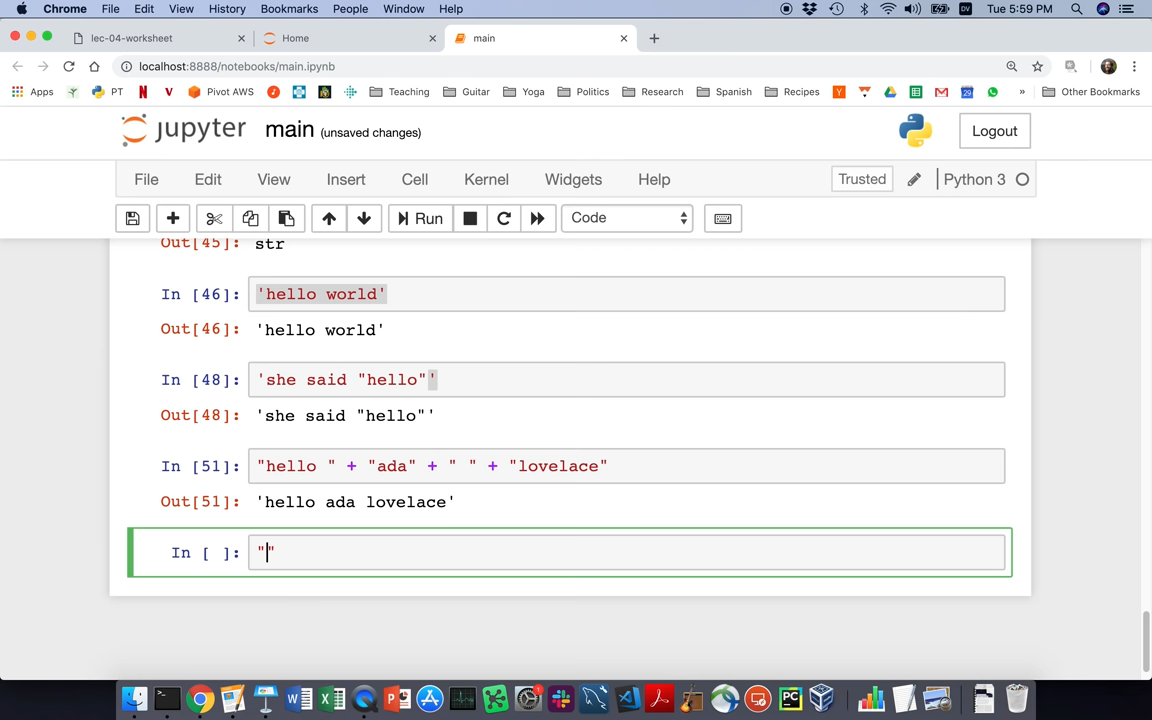 Chrome File Edit View History Bookmarks People Window Help DV Tue 5:59 PM
lec-04-worksheet Home main
localhost:8888/notebooks/main.ipynb
Apps PT N V Pivot AWS Teaching Guitar Yoga Politics Research Spanish Recipes Y 29 » Other Bookmarks
jupyter main (unsaved changes) Logout
File Edit View Insert Cell Kernel Widgets Help Trusted Python 3
Run Code
Out[45]: str
In [46]: 'hello world'
Out[46]: 'hello world'
In [48]: 'she said "hello"'
Out[48]: 'she said "hello"'
In [51]: "hello " + "ada" + " " + "lovelace"
Out[51]: 'hello ada lovelace'
In [ ]: ""
W X P 1 PC